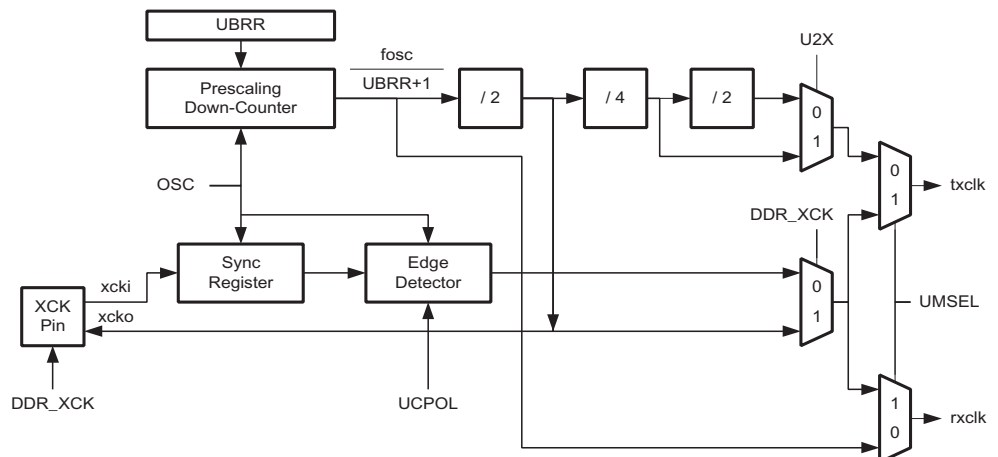 UBRR
fosc
UBRR+1
Prescaling
Down-Counter
/ 2
/ 4
/ 2
U2X
0
1
OSC
0
1
txclk
DDR_XCK
Sync
Register
Edge
Detector
0
1
xcki
XCK
Pin
xcko
UMSEL
DDR_XCK
UCPOL
1
0
rxclk